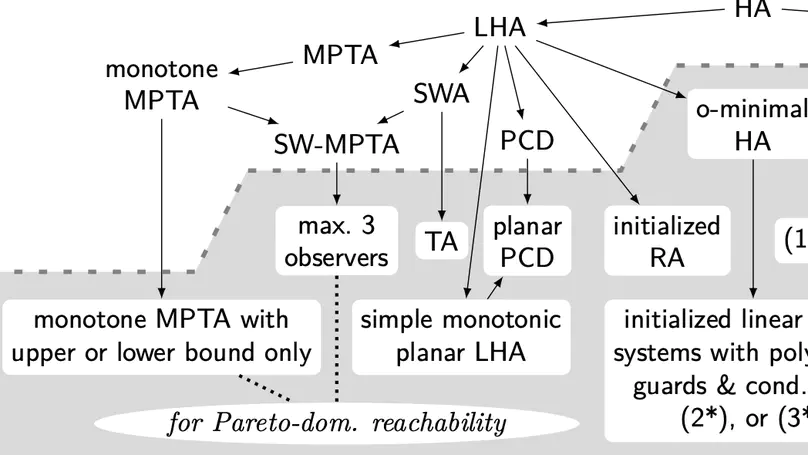 HA
LHA
MPTA
monotone
MPTA
SWA
o-minimal
HA
SW-MPTA
PCD
max. 3
observers
TA
planar
PCD
initialized
RA
(1
monotone MPTA with
upper or lower bound only
simple monotonic
planar LHA
initialized linear
systems with poly
guards & cond.
(2*), or (3*
for Pareto-dom. reachability